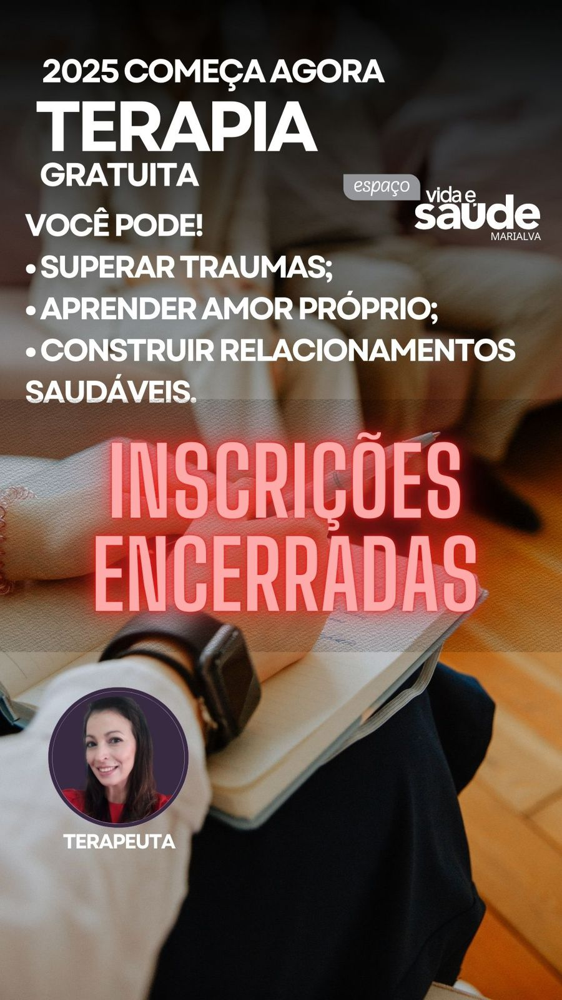 2025 COMEÇA AGORA
TERAPIA
GRATUITA
espaço
vida e
saúde
MARIALVA
VOCÊ PODE!
• SUPERAR TRAUMAS;
• APRENDER AMOR PRÓPRIO;
• CONSTRUIR RELACIONAMENTOS
SAUDÁVEIS.
INSCRIÇÕES
ENCERRADAS
TERAPEUTA